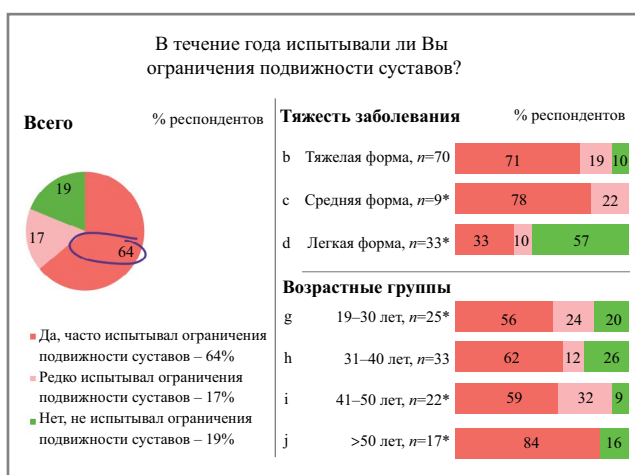 В течение года испытывали ли Вы
ограничения подвижности суставов?
Всего % респондентов
19
17
64
Да, часто испытывал ограничения
подвижности суставов – 64%
Редко испытывал ограничения
подвижности суставов – 17%
Нет, не испытывал ограничения
подвижности суставов – 19%
Тяжесть заболевания % респондентов
b Тяжелая форма, n=70 71 19 10
c Средняя форма, n=9* 78 22
d Легкая форма, n=33* 33 10 57
Возрастные группы
g 19–30 лет, n=25* 56 24 20
h 31–40 лет, n=33 62 12 26
i 41–50 лет, n=22* 59 32 9
j >50 лет, n=17* 84 16